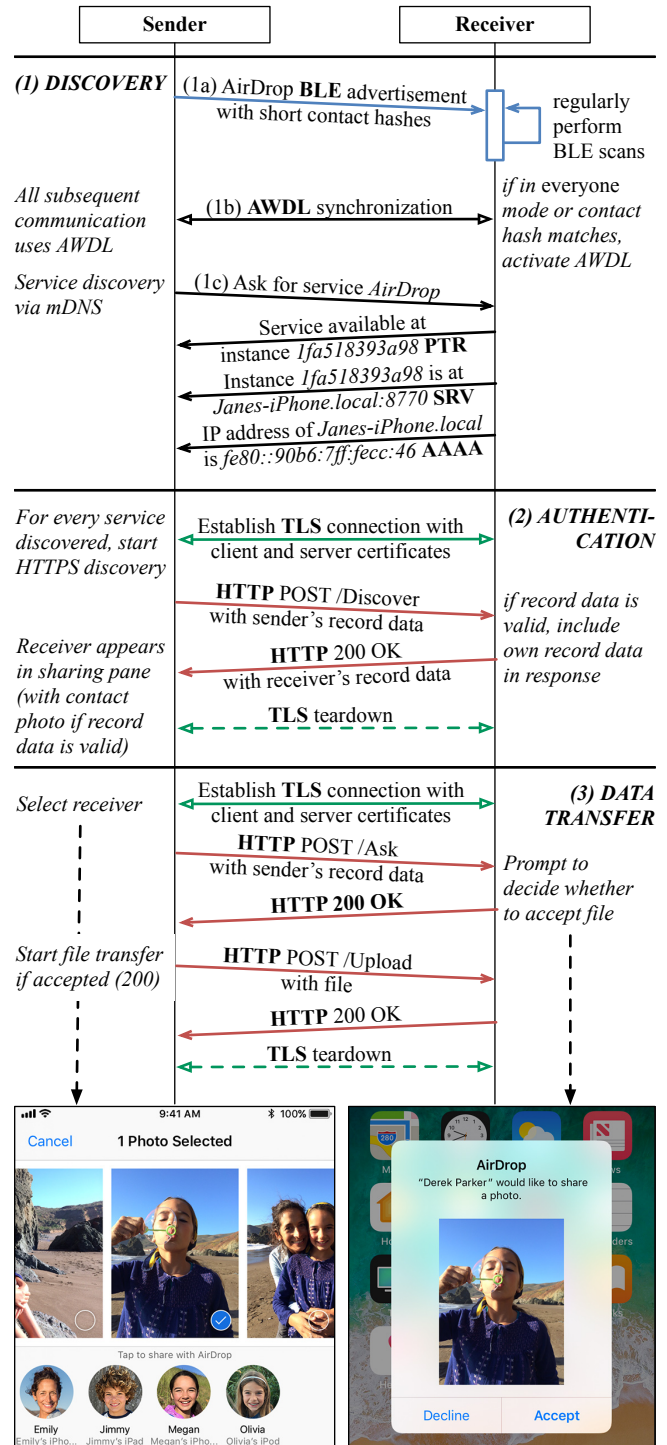 Sender
Receiver
(1) DISCOVERY
(1a) AirDrop BLE advertisement
with short contact hashes
regularly
perform
BLE scans
All subsequent
communication
uses AWDL
(1b) AWDL synchronization
if in everyone
mode or contact
hash matches,
activate AWDL
Service discovery
via mDNS
(1c) Ask for service AirDrop
Service available at
instance 1fa518393a98 PTR
Instance 1fa518393a98 is at
Janes-iPhone.local:8770 SRV
IP address of Janes-iPhone.local
is fe80::90b6:7ff:fecc:46 AAAA
For every service
discovered, start
HTTPS discovery
Establish TLS connection with
client and server certificates
(2) AUTHENTI-
CATION
HTTP POST /Discover
with sender's record data
if record data is
valid, include
own record data
in response
Receiver appears
in sharing pane
(with contact
photo if record
data is valid)
HTTP 200 OK
with receiver's record data
TLS teardown
Select receiver
Establish TLS connection with
client and server certificates
(3) DATA
TRANSFER
HTTP POST /Ask
with sender's record data
Prompt to
decide whether
to accept file
HTTP 200 OK
Start file transfer
if accepted (200)
HTTP POST /Upload
with file
HTTP 200 OK
TLS teardown
9:41 AM
100%
Cancel
1 Photo Selected
Tap to share with AirDrop
Emily
Emily's iPho...
Jimmy
Jimmy's iPad
Megan
Megan's iPho...
Olivia
Olivia's iPod
280
AirDrop
"Derek Parker" would like to share
a photo.
Decline
Accept